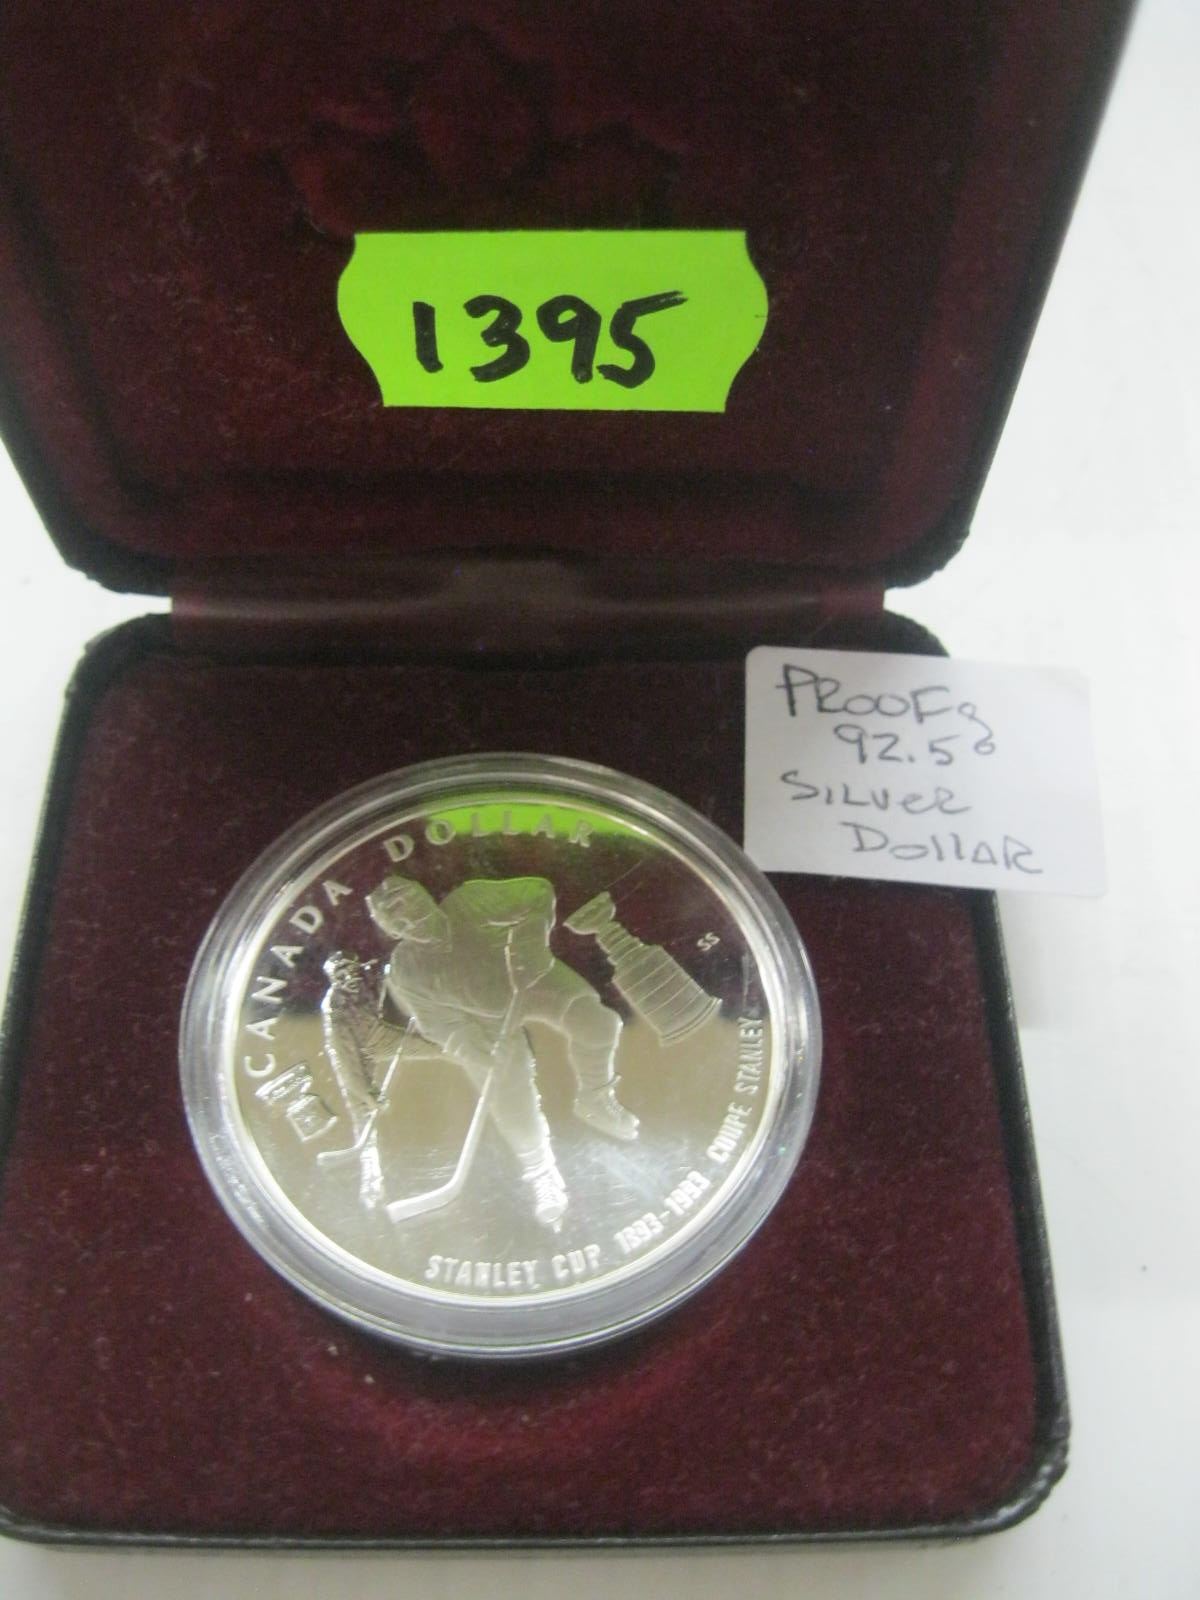 1395
PROOF
92.5%
SILVER
DOLLAR
CANADA DOLLAR
SS
STANLEY CUP 1893-1993 COUPE STANLEY